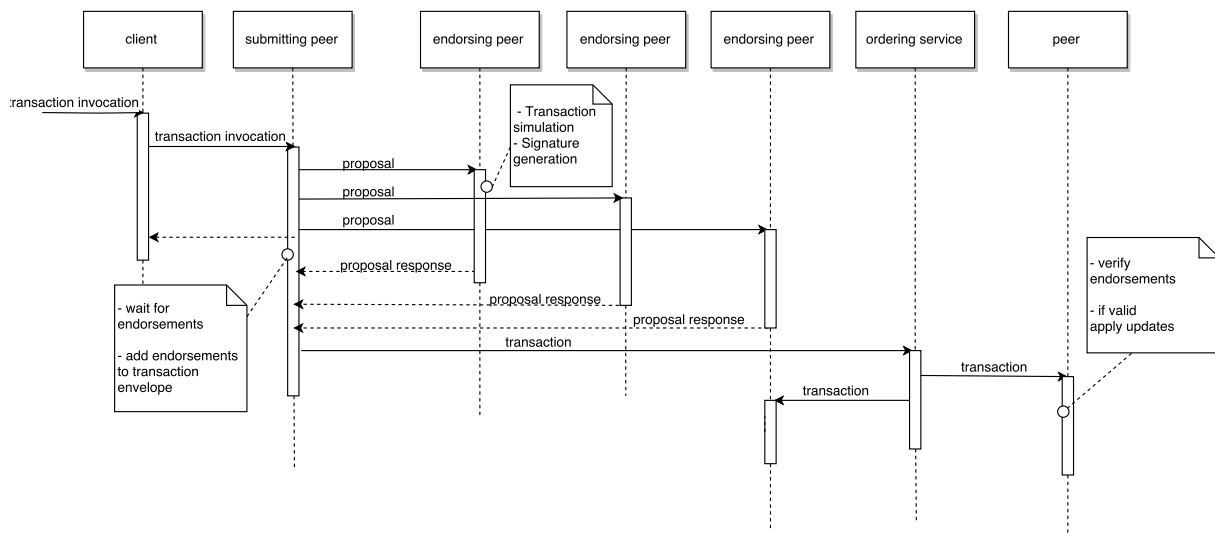 client
submitting peer
endorsing peer
endorsing peer
endorsing peer
ordering service
peer
transaction invocation
transaction invocation
- Transaction
simulation
- Signature
generation
proposal
proposal
proposal
- verify
endorsements
- if valid
apply updates
proposal response
proposal response
proposal response
- wait for
endorsements
- add endorsements
to transaction
envelope
transaction
transaction
transaction